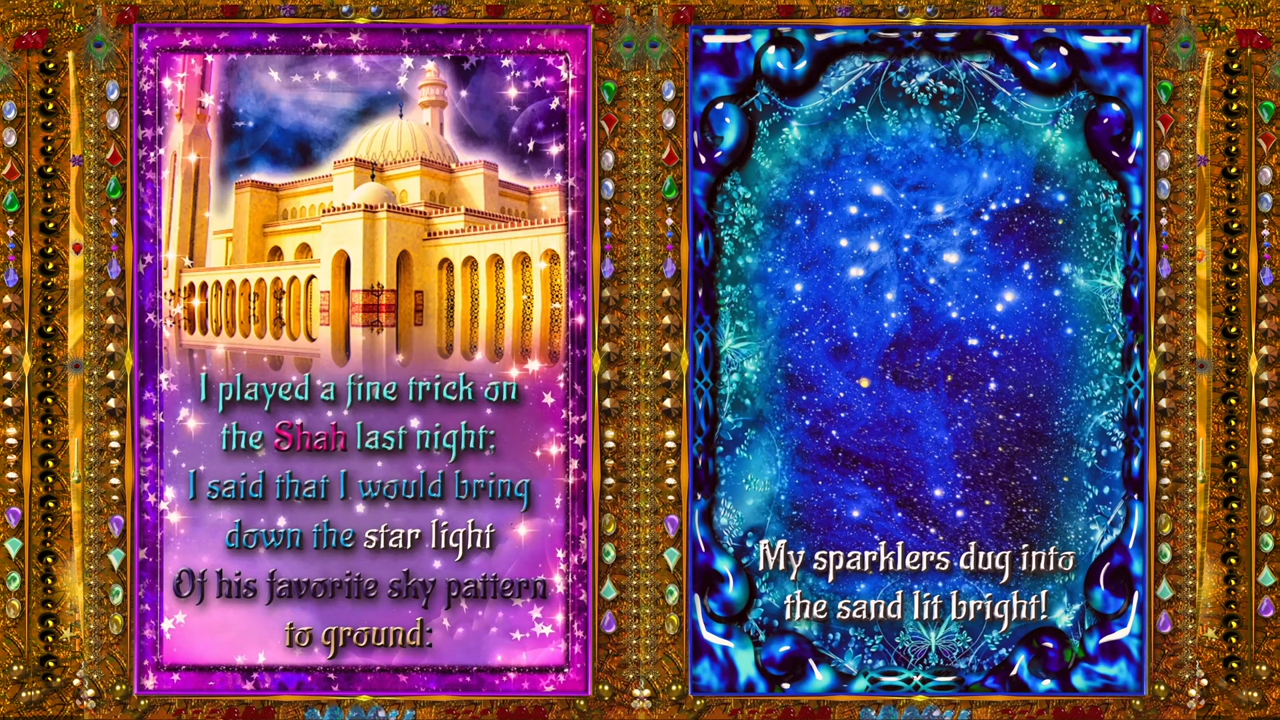 I played a fine trick on
the Shah last night;
I said that I would bring
down the star light
Of his favorite sky pattern
to ground:
My sparklers dug into
the sand lit bright!